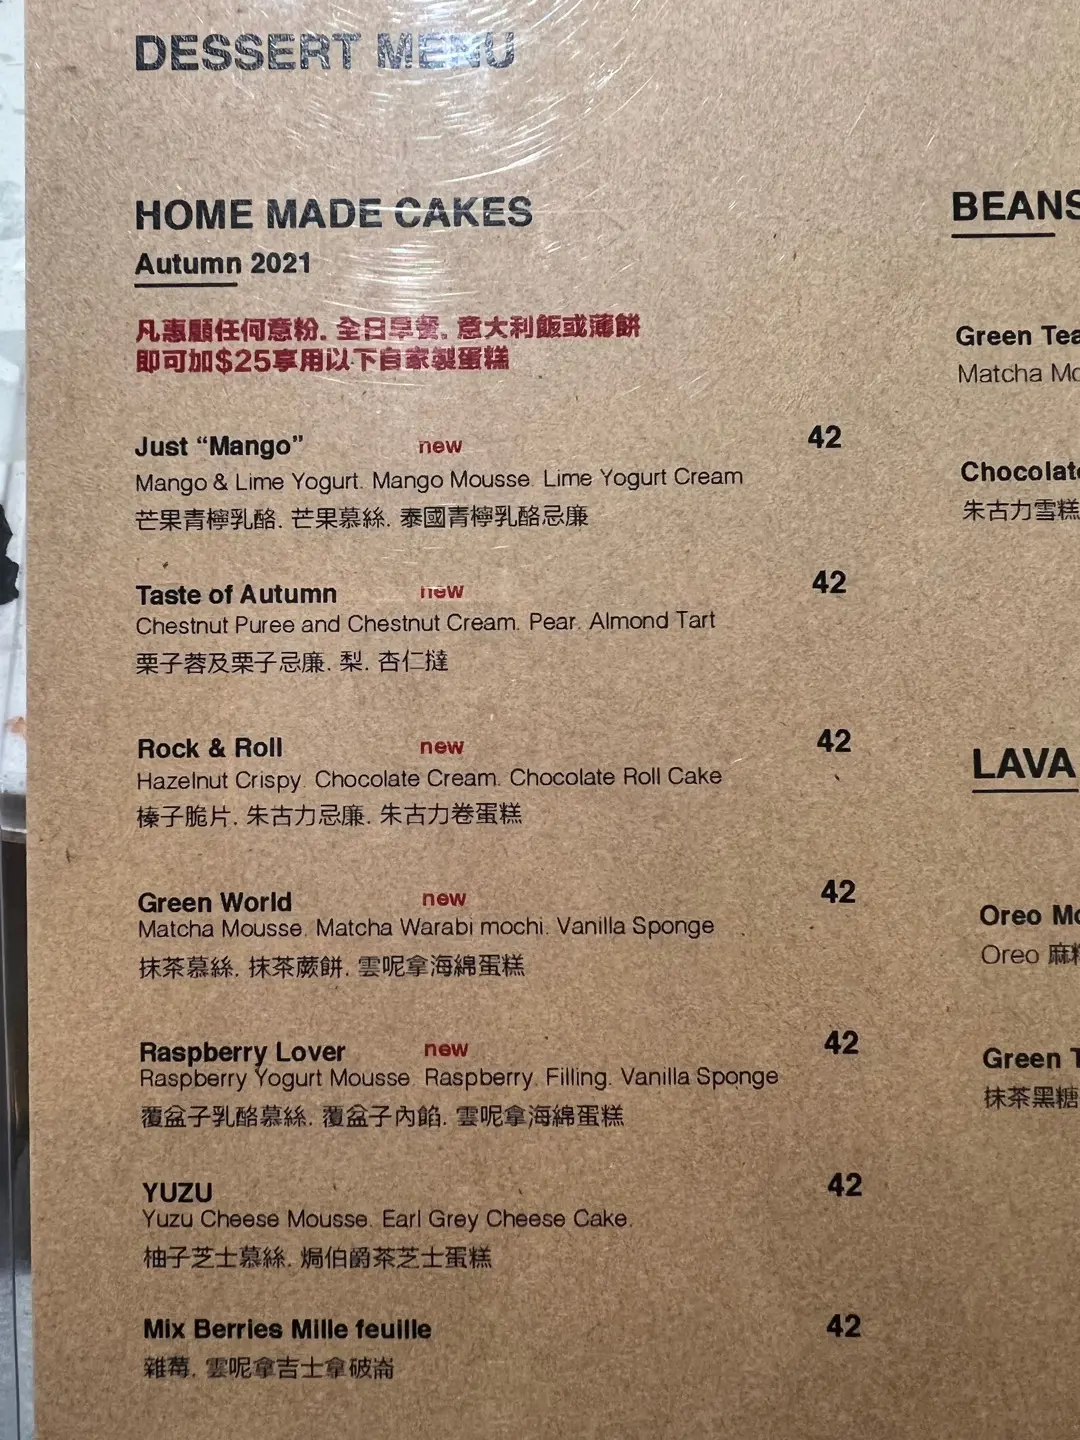 DESSERT MENU
HOME MADE CAKES
Autumn 2021
凡惠顧任何意粉. 全日早餐. 意大利飯或薄餅
即可加$25享用以下自家製蛋糕
Just “Mango” new 42
Mango & Lime Yogurt. Mango Mousse. Lime Yogurt Cream
芒果青檸乳酪. 芒果慕絲. 泰國青檸乳酪忌廉
Taste of Autumn new 42
Chestnut Puree and Chestnut Cream. Pear. Almond Tart
栗子蓉及栗子忌廉. 梨. 杏仁撻
Rock & Roll new 42
Hazelnut Crispy. Chocolate Cream. Chocolate Roll Cake
榛子脆片. 朱古力忌廉. 朱古力卷蛋糕
Green World new 42
Matcha Mousse. Matcha Warabi mochi. Vanilla Sponge
抹茶慕絲. 抹茶蕨餅. 雲呢拿海綿蛋糕
Raspberry Lover new 42
Raspberry Yogurt Mousse. Raspberry. Filling. Vanilla Sponge
覆盆子乳酪慕絲. 覆盆子內餡. 雲呢拿海綿蛋糕
YUZU 42
Yuzu Cheese Mousse. Earl Grey Cheese Cake.
柚子芝士慕絲. 焗伯爵茶芝士蛋糕
Mix Berries Mille feuille 42
雜莓. 雲呢拿吉士拿破崙
BEANS
Green Tea
Matcha
Chocolate
朱古力雪糕
LAVA
Oreo
Oreo 麻
Green
抹茶黑糖